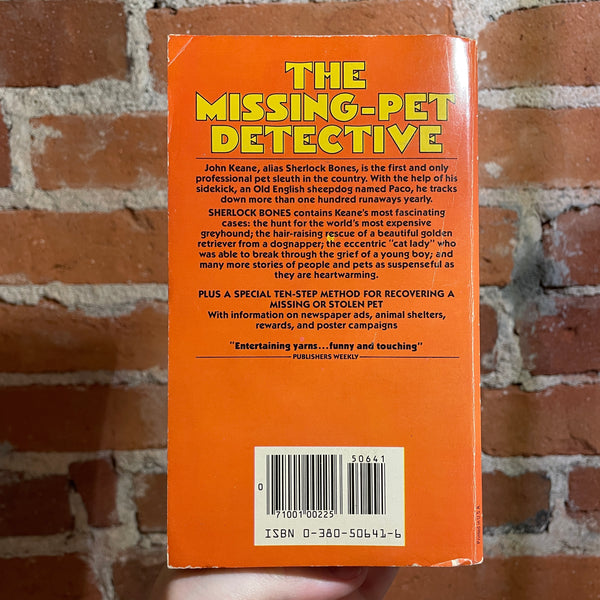 THE
MISSING-PET
DETECTIVE
John Keane, alias Sherlock Bones, is the first and only
professional pet sleuth in the country. With the help of his
sidekick, an Old English sheepdog named Paco, he tracks
down more than one hundred runaways yearly.
SHERLOCK BONES contains Keane's most fascinating
cases: the hunt for the world's most expensive
greyhound; the hair-raising rescue of a beautiful golden
retriever from a dognapper; the eccentric "cat lady" who
was able to break through the grief of a young boy; and
many more stories of people and pets as suspenseful as
they are heartwarming.
PLUS A SPECIAL TEN-STEP METHOD FOR RECOVERING A
MISSING OR STOLEN PET
With information on newspaper ads, animal shelters,
rewards, and poster campaigns
"Entertaining yarns...funny and touching"
PUBLISHERS WEEKLY
50641
0
71001 00225
ISBN 0-380-50641-6
Printed in U.S.A.